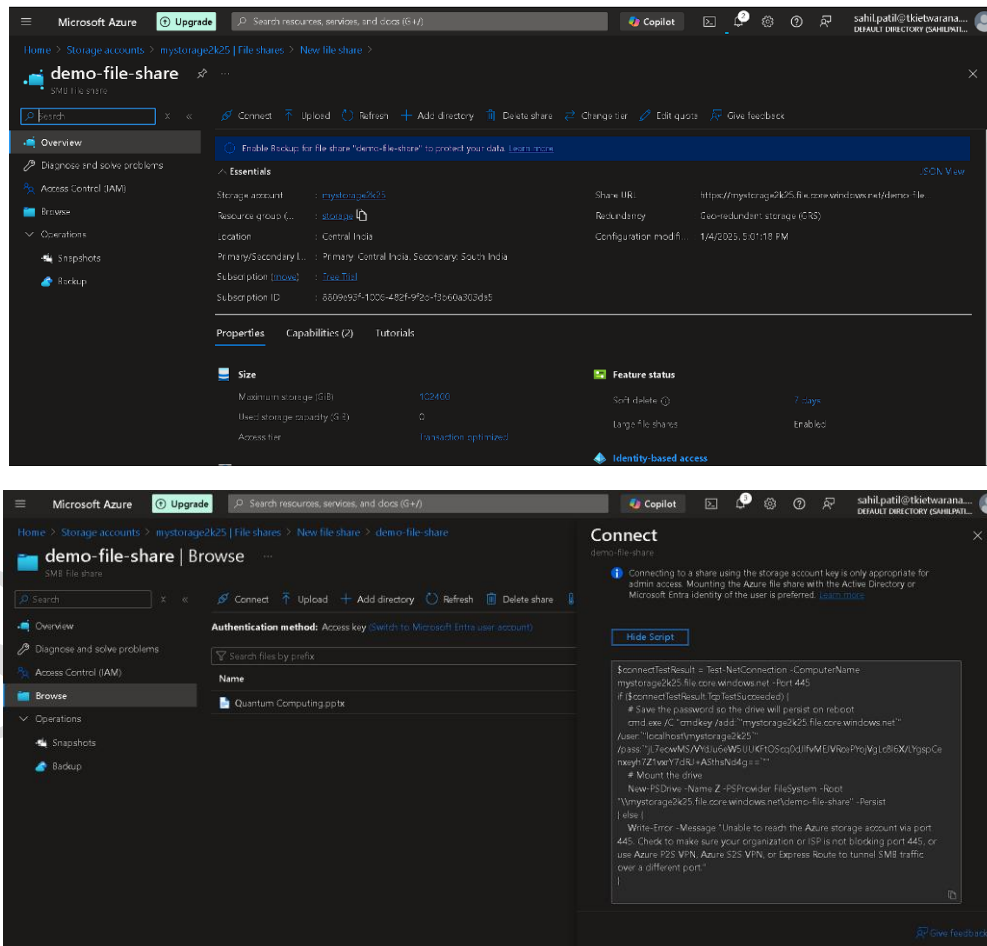 Microsoft Azure
Upgrade
Search resources, services, and docs (G+/)
Copilot
2
sahil.patil@tkietwarana....
DEFAULT DIRECTORY (SAHILPATI...
Home > Storage accounts > mystorage2k25 | File shares > New file share >
demo-file-share
SMB File share
Search
Connect Upload Refresh Add directory Delete share Change tier Edit quota Give feedback
Overview
Diagnose and solve problems
Access Control (IAM)
Browse
Operations
Snapshots
Backup
Enable Backup for file share "demo-file-share" to protect your data. Learn more
Essentials
JSON View
Storage account : mystorage2k25
Resource group (... : storage
Location : Central India
Primary/Secondary l... : Primary: Central India, Secondary: South India
Subscription (move) : Free Trial
Subscription ID :
Share URL https://mystorage2k25.file.core.windows.net/demo-file
Redundancy Geo-redundant storage (GRS)
Configuration modifi... 1/4/2025, 5:01:18 PM
Properties Capabilities (2) Tutorials
Size
Maximum storage (GiB) 102400
Used storage capacity (GiB) 0
Access tier Transaction optimized
Feature status
Soft delete 7 days
Large file shares Enabled
Identity-based access
Microsoft Azure
Upgrade
Search resources, services, and docs (G+/)
Copilot
3
sahil.patil@tkietwarana....
DEFAULT DIRECTORY (SAHILPATI...
Home > Storage accounts > mystorage2k25 | File shares > New file share > demo-file-share
demo-file-share | Browse
SMB File share
Search
Connect Upload Add directory Refresh Delete share
Overview
Diagnose and solve problems
Access Control (IAM)
Browse
Operations
Snapshots
Backup
Authentication method: Access key (Switch to Microsoft Entra user account)
Search files by prefix
Name
Quantum Computing.pptx
Connect
demo-file-share
Connecting to a share using the storage account key is only appropriate for
admin access. Mounting the Azure file share with the Active Directory or
Microsoft Entra identity of the user is preferred. Learn more
Hide Script
$connectTestResult = Test-NetConnection -ComputerName
mystorage2k25.file.core.windows.net -Port 445
if ($connectTestResult.TcpTestSucceeded) {
# Save the password so the drive will persist on reboot
cmd.exe /C "cmdkey /add:`"mystorage2k25.file.core.windows.net`"
/user:`"localhost\mystorage2k25`"
# Mount the drive
New-PSDrive -Name Z -PSProvider FileSystem -Root
"\\mystorage2k25.file.core.windows.net\demo-file-share" -Persist
} else {
Write-Error -Message "Unable to reach the Azure storage account via port
445. Check to make sure your organization or ISP is not blocking port 445, or
use Azure P2S VPN, Azure S2S VPN, or Express Route to tunnel SMB traffic
over a different port."
}
Give feedback